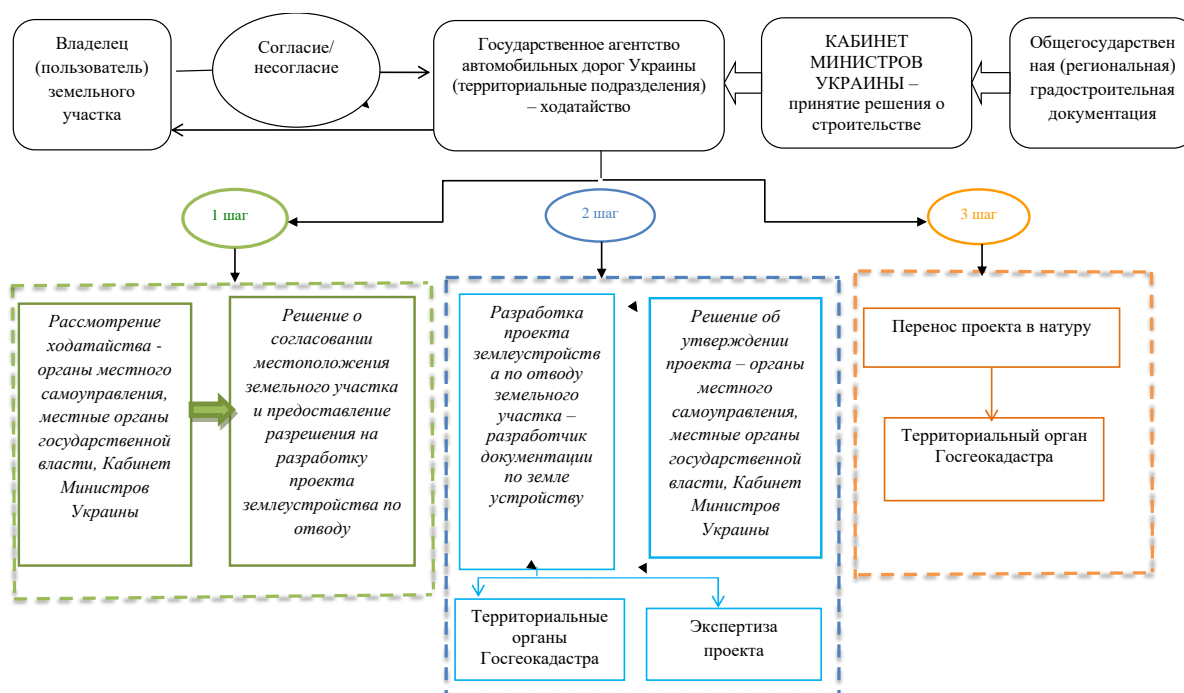 Владелец
(пользователь)
земельного
участка
Согласие/
несогласие
Государственное агентство
автомобильных дорог Украины
(территориальные подразделения)
– ходатайство
КАБИНЕТ
МИНИСТРОВ
УКРАИНЫ –
принятие решения о
строительстве
Общегосударствен
ная (региональная)
градостроительная
документация
1 шаг
2 шаг
3 шаг
Рассмотрение
ходатайства -
органы местного
самоуправления,
местные органы
государственной
власти, Кабинет
Министров
Украины
Решение о
согласовании
местоположения
земельного участка
и предоставление
разрешения на
разработку
проекта
землеустройства по
отводу
Разработка
проекта
землеустройств
а по отводу
земельного
участка –
разработчик
документации
по земле
устройству
Решение об
утверждении
проекта – органы
местного
самоуправления,
местные органы
государственной
власти, Кабинет
Министров
Украины
Территориальные
органы
Госгеокадастра
Экспертиза
проекта
Перенос проекта в натуру
Территориальный орган
Госгеокадастра